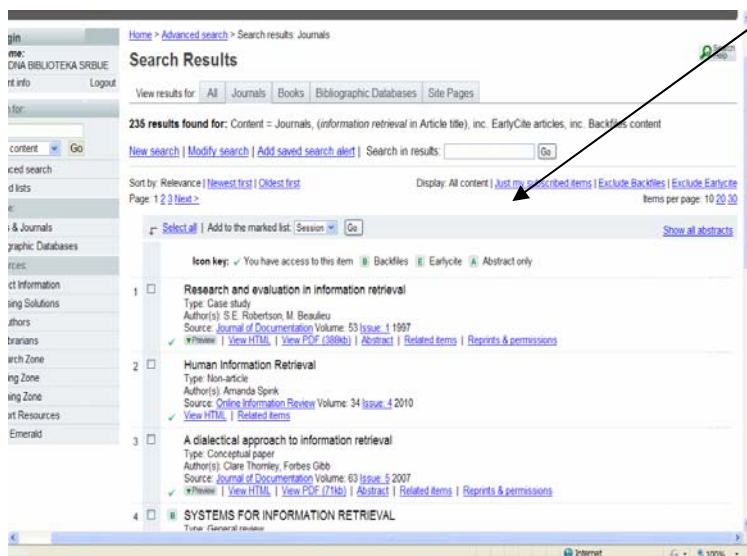 Home > Advanced search > Search results: Journals
Search Results
Search Help
View results for: All Journals Books Bibliographic Databases Site Pages
235 results found for: Content = Journals, (information retrieval in Article title), inc. EarlyCite articles, inc. Backfiles content
New search | Modify search | Add saved search alert | Search in results: Go
Sort by: Relevance | Newest first | Oldest first
Display: All content | Just my subscribed items | Exclude Backfiles | Exclude Earlycite
Page: 1 2 3 Next >
Items per page: 10 20 30
Select all | Add to the marked list: Session Go
Show all abstracts
Icon key: ✓ You have access to this item B Backfiles E Earlycite A Abstract only
1 Research and evaluation in information retrieval
Type: Case study
Author(s): S.E. Robertson, M. Beaulieu
Source: Journal of Documentation Volume: 53 Issue: 1 1997
✓ Preview | View HTML | View PDF (388kb) | Abstract | Related items | Reprints & permissions
2 Human Information Retrieval
Type: Non-article
Author(s): Amanda Spink
Source: Online Information Review Volume: 34 Issue: 4 2010
✓ View HTML | Related items
3 A dialectical approach to information retrieval
Type: Conceptual paper
Author(s): Clare Thornley, Forbes Gibb
Source: Journal of Documentation Volume: 63 Issue: 5 2007
✓ Preview | View HTML | View PDF (71kb) | Abstract | Related items | Reprints & permissions
4 B SYSTEMS FOR INFORMATION RETRIEVAL
Type: General review
gin
me:
DNA BIBLIOTEKA SRBIJE
nt info Logout
for:
content Go
ced search
d lists
e:
& Journals
graphic Databases
rces:
ct Information
sing Solutions
uthors
brarians
arch Zone
ng Zone
ning Zone
rt Resources
Emerald
Internet 100%